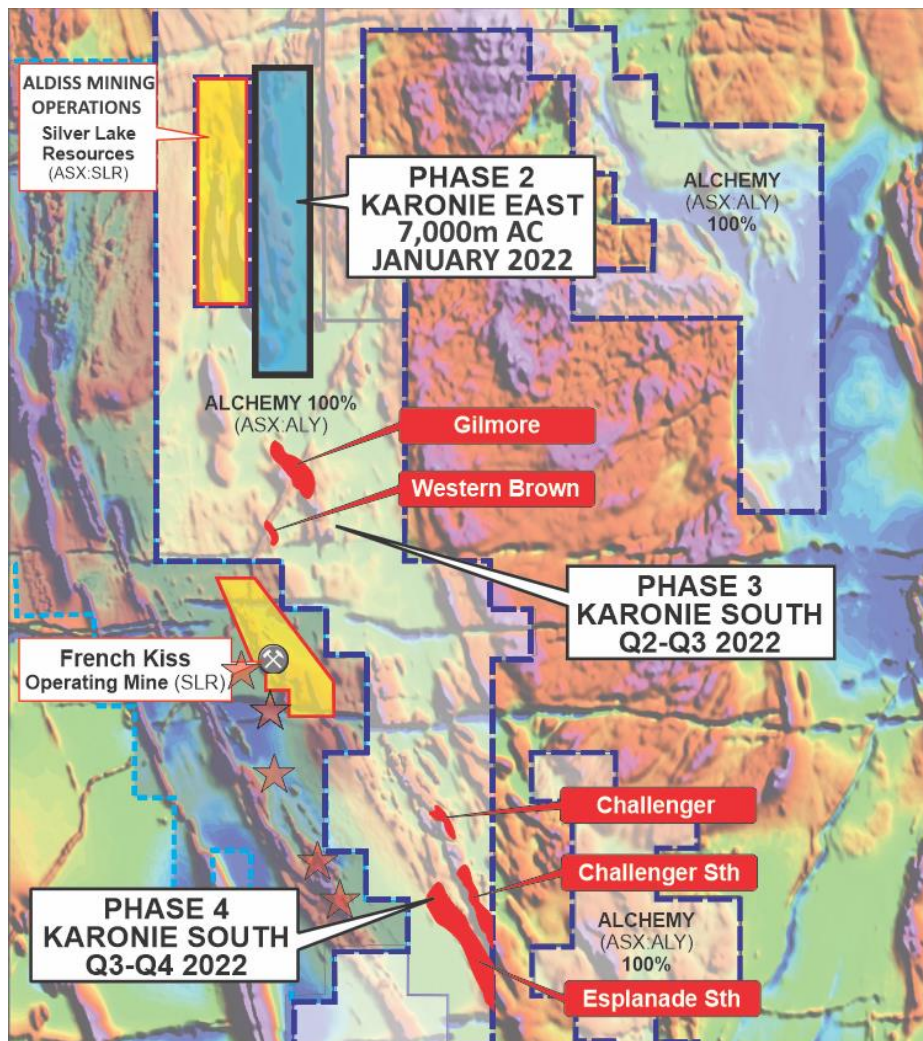 ALDISS MINING
OPERATIONS
Silver Lake
Resources
(ASX:SLR)
PHASE 2
KARONIE EAST
7,000m AC
JANUARY 2022
ALCHEMY
(ASX:ALY)
100%
ALCHEMY 100%
(ASX:ALY)
Gilmore
Western Brown
PHASE 3
KARONIE SOUTH
Q2-Q3 2022
French Kiss
Operating Mine (SLR)
Challenger
Challenger Sth
PHASE 4
KARONIE SOUTH
Q3-Q4 2022
ALCHEMY
(ASX:ALY)
100%
Esplanade Sth